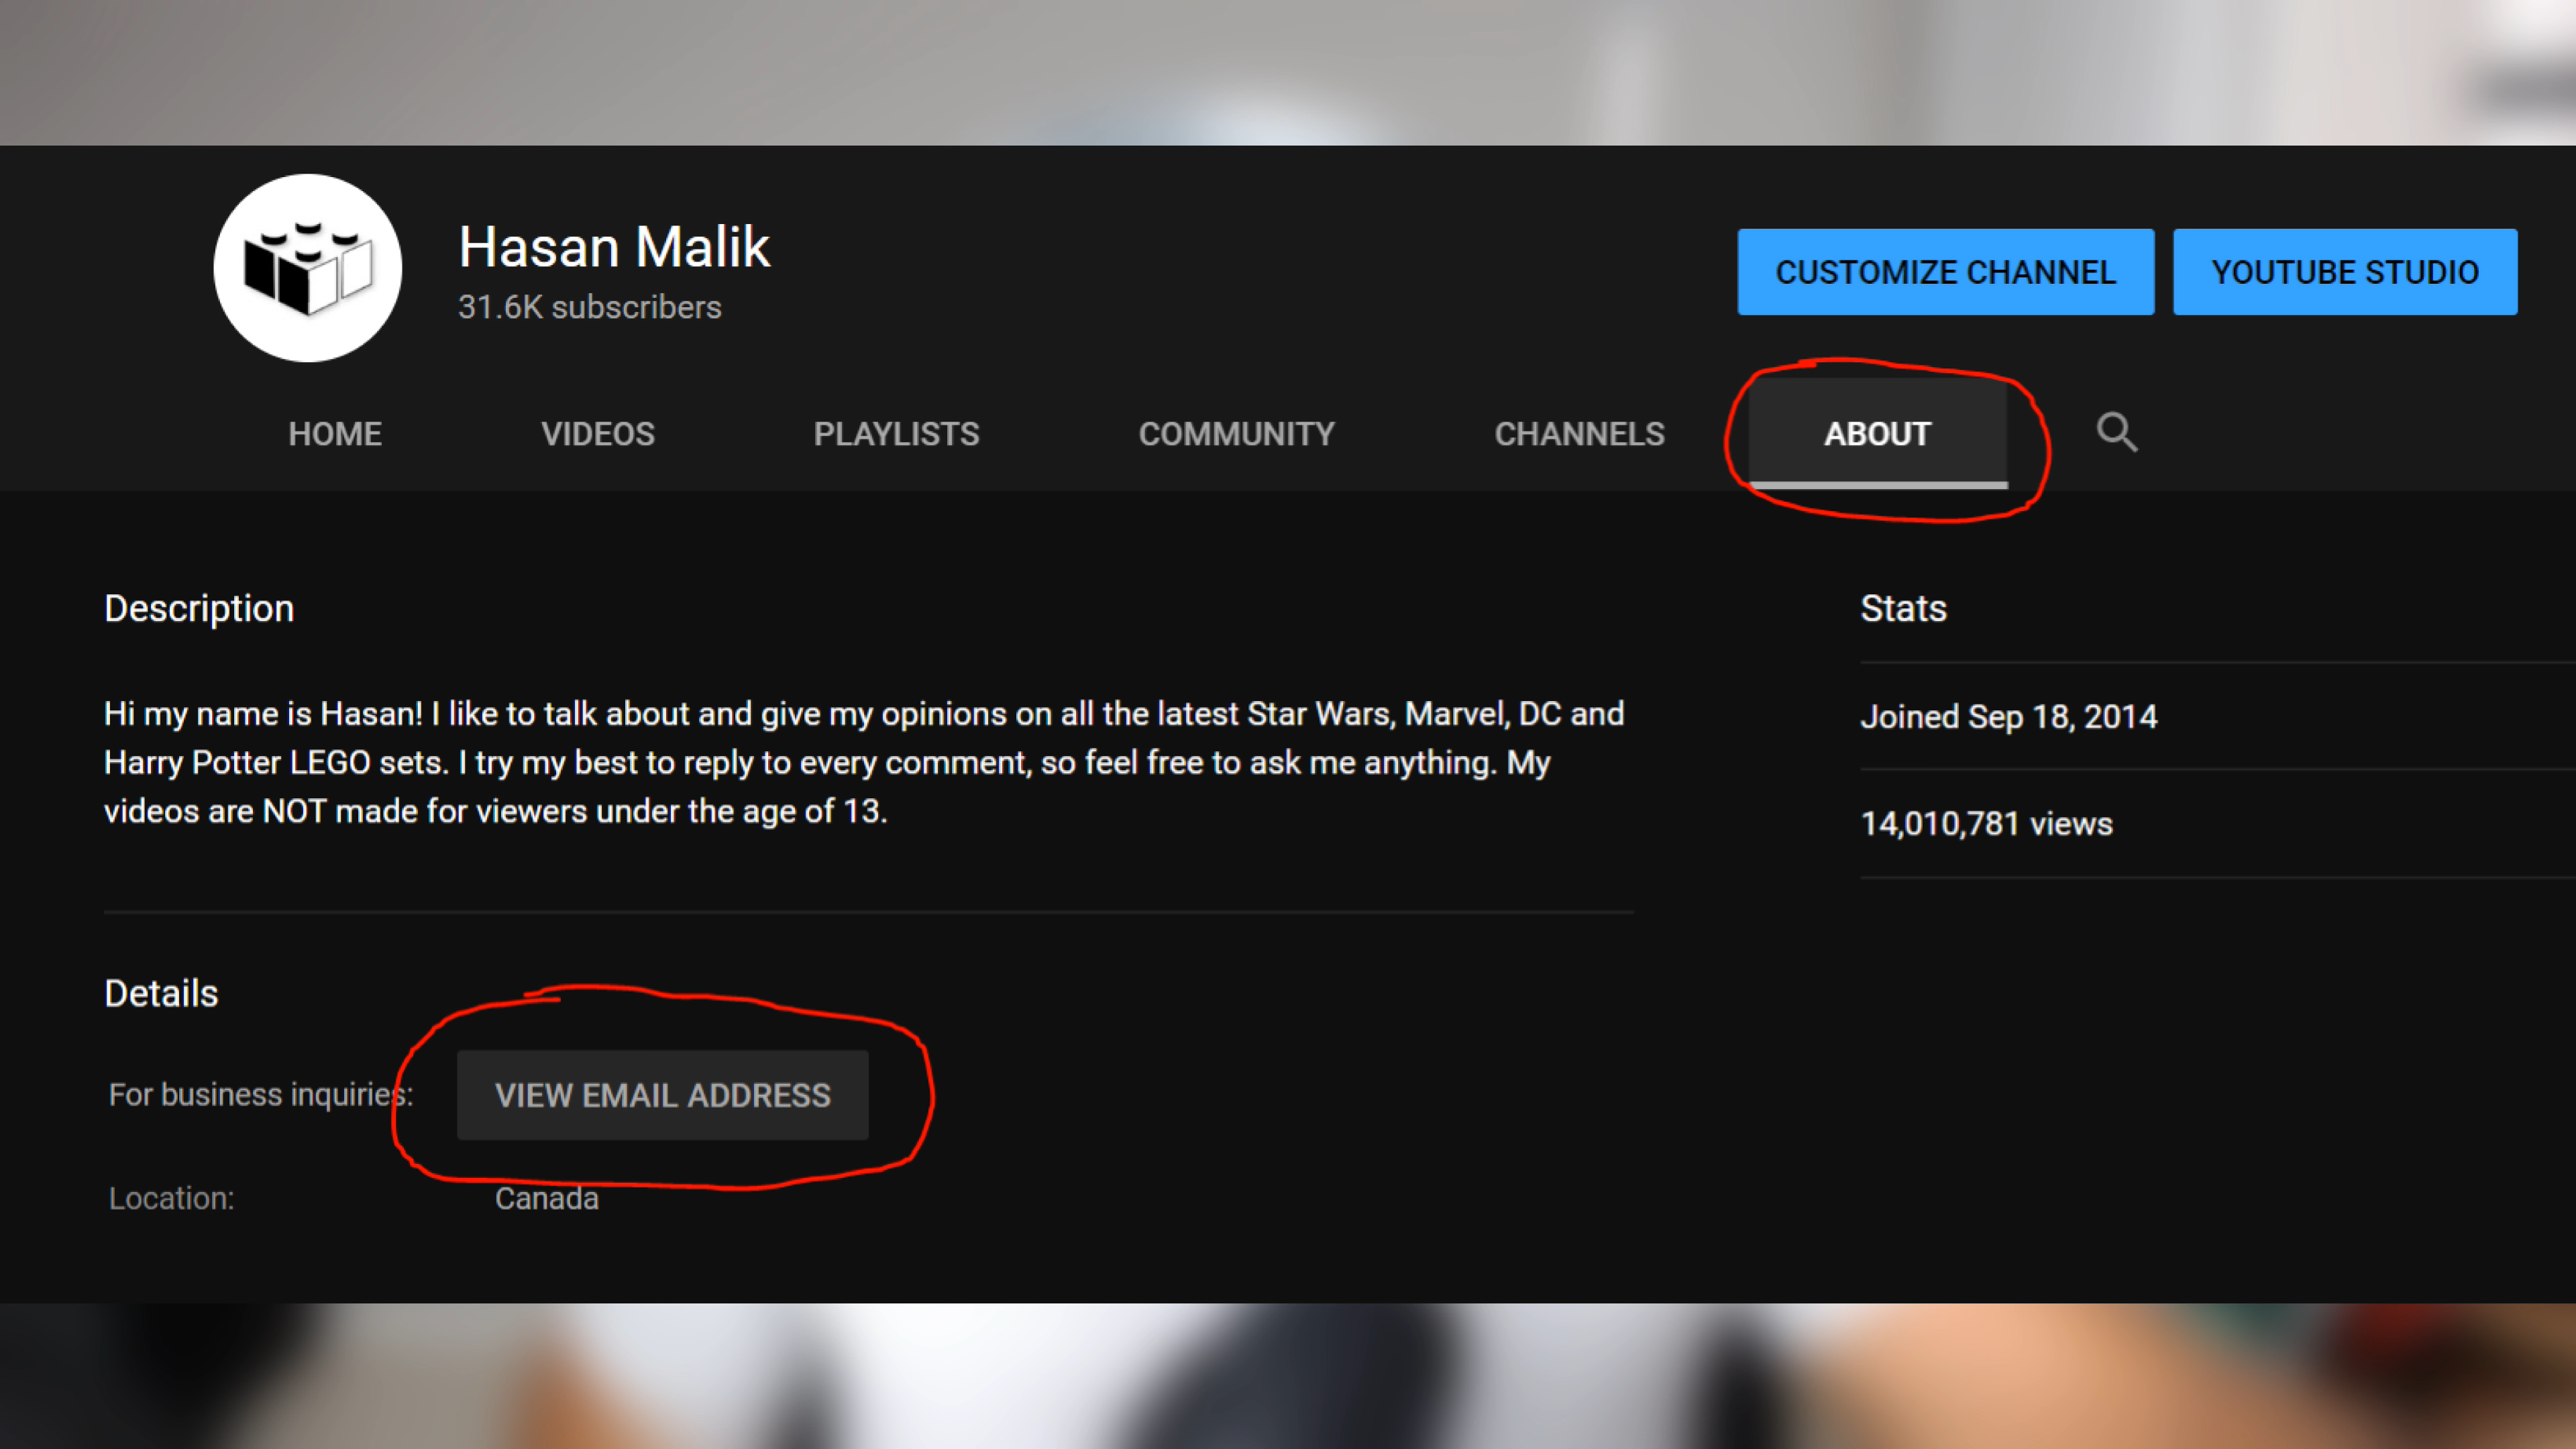 Hasan Malik
31.6K subscribers
CUSTOMIZE CHANNEL
YOUTUBE STUDIO
HOME VIDEOS PLAYLISTS COMMUNITY CHANNELS ABOUT
Description
Hi my name is Hasan! I like to talk about and give my opinions on all the latest Star Wars, Marvel, DC and
Harry Potter LEGO sets. I try my best to reply to every comment, so feel free to ask me anything. My
videos are NOT made for viewers under the age of 13.
Stats
Joined Sep 18, 2014
14,010,781 views
Details
For business inquiries: VIEW EMAIL ADDRESS
Location: Canada